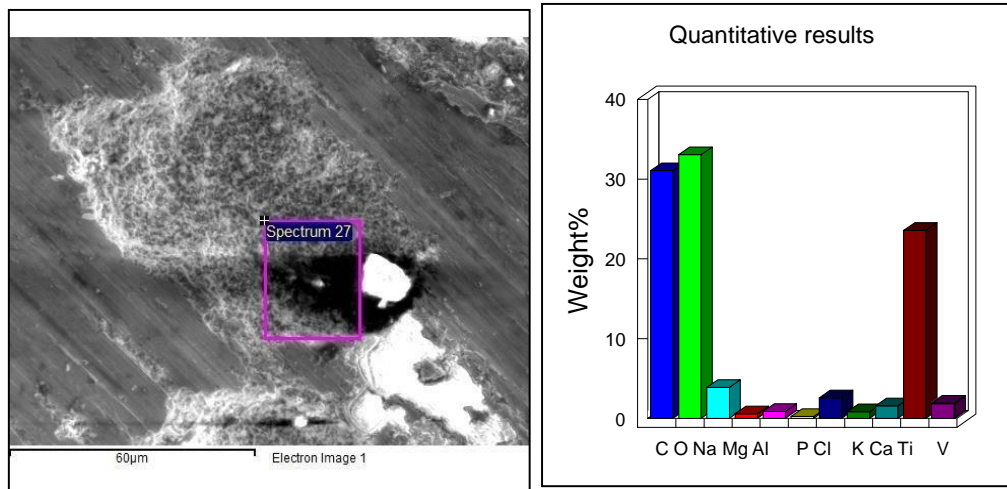 Spectrum 27
60µm
Electron Image 1
Quantitative results
Weight%
40
30
20
10
0
C O Na Mg Al P Cl K Ca Ti V